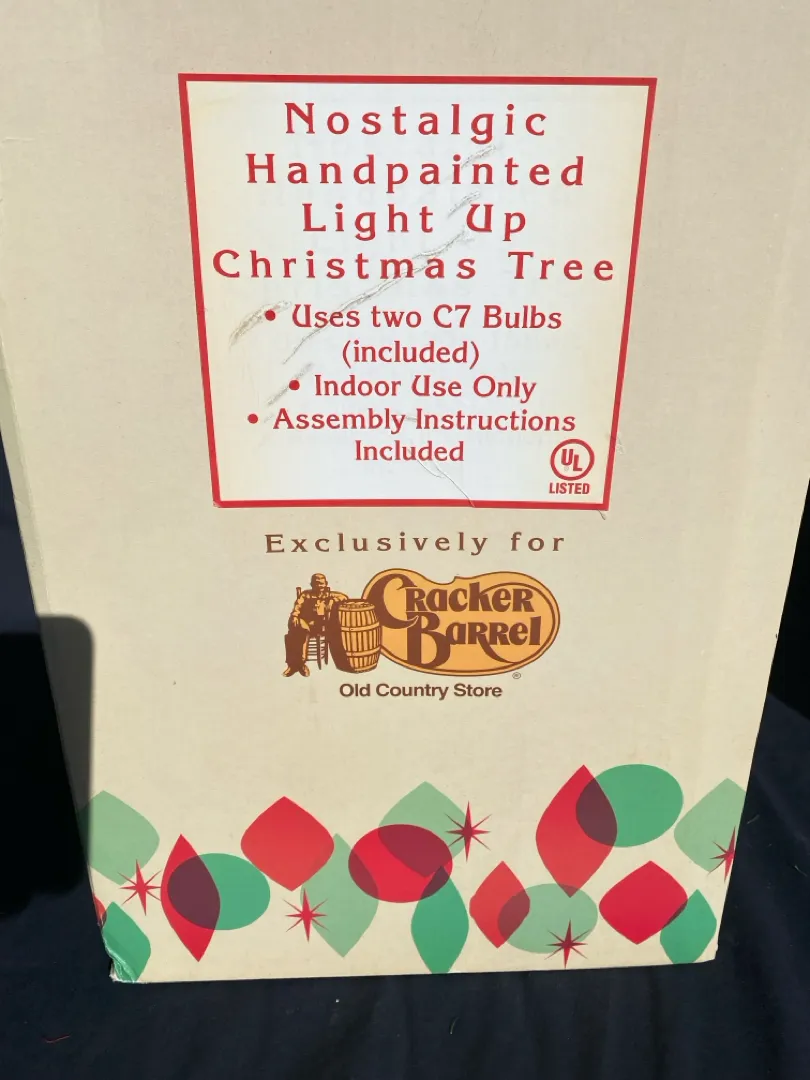 Nostalgic
Handpainted
Light Up
Christmas Tree
• Uses two C7 Bulbs
(included)
• Indoor Use Only
• Assembly Instructions
Included
UL
LISTED
Exclusively for
Cracker
Barrel
®
Old Country Store